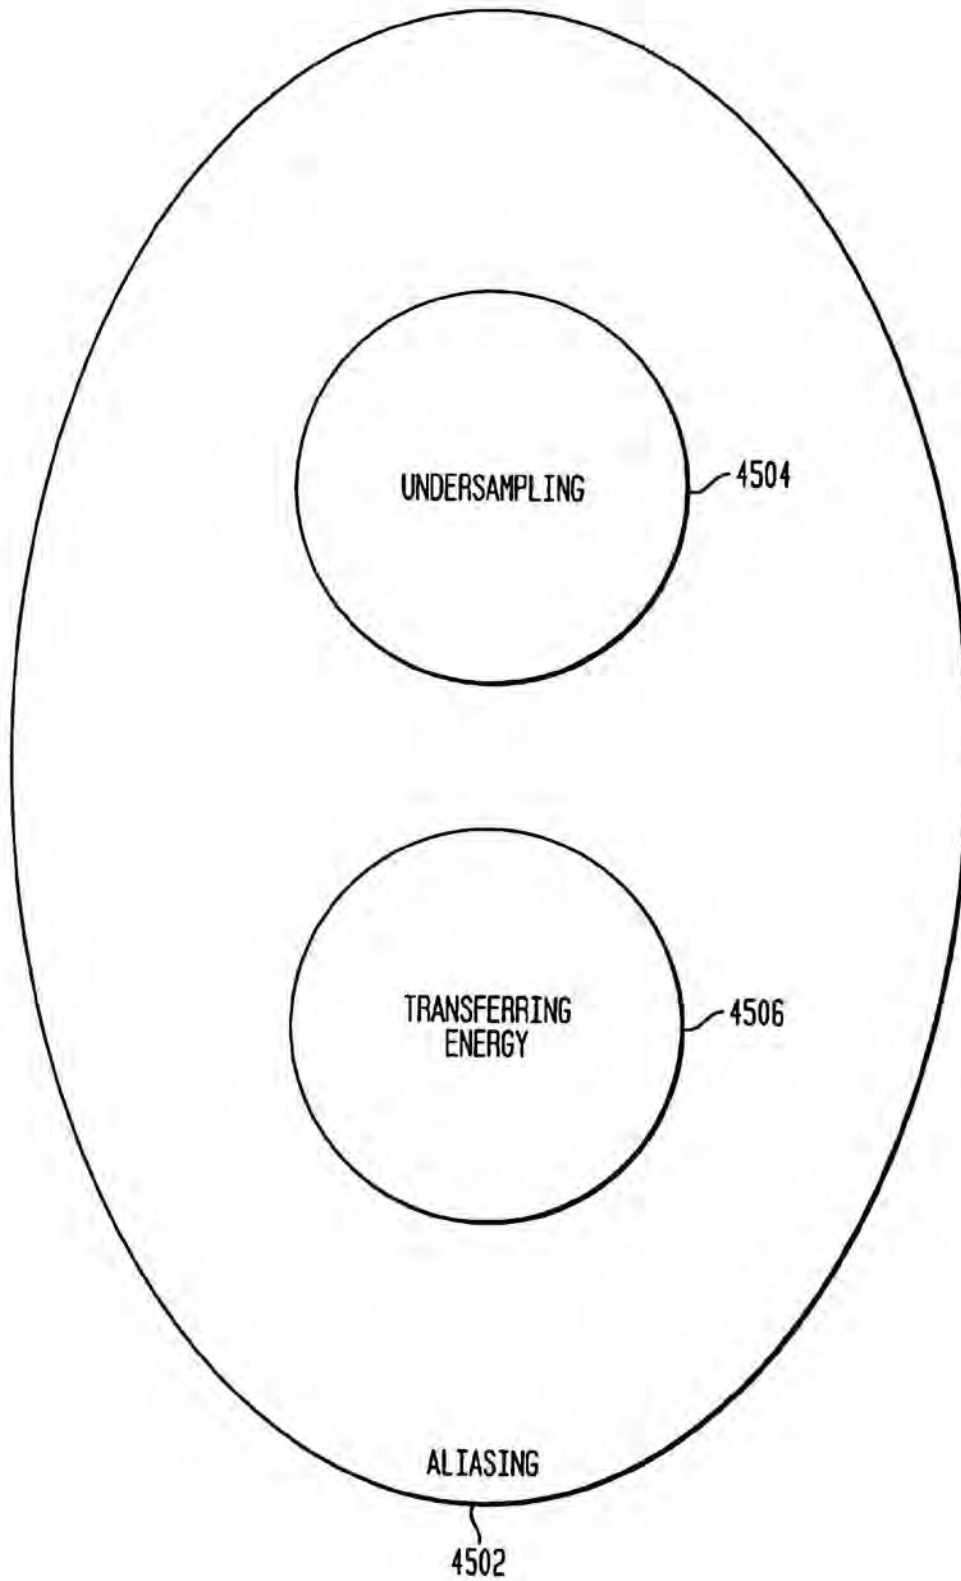 UNDERSAMPLING
4504
TRANSFERRING
ENERGY
4506
ALIASING
4502